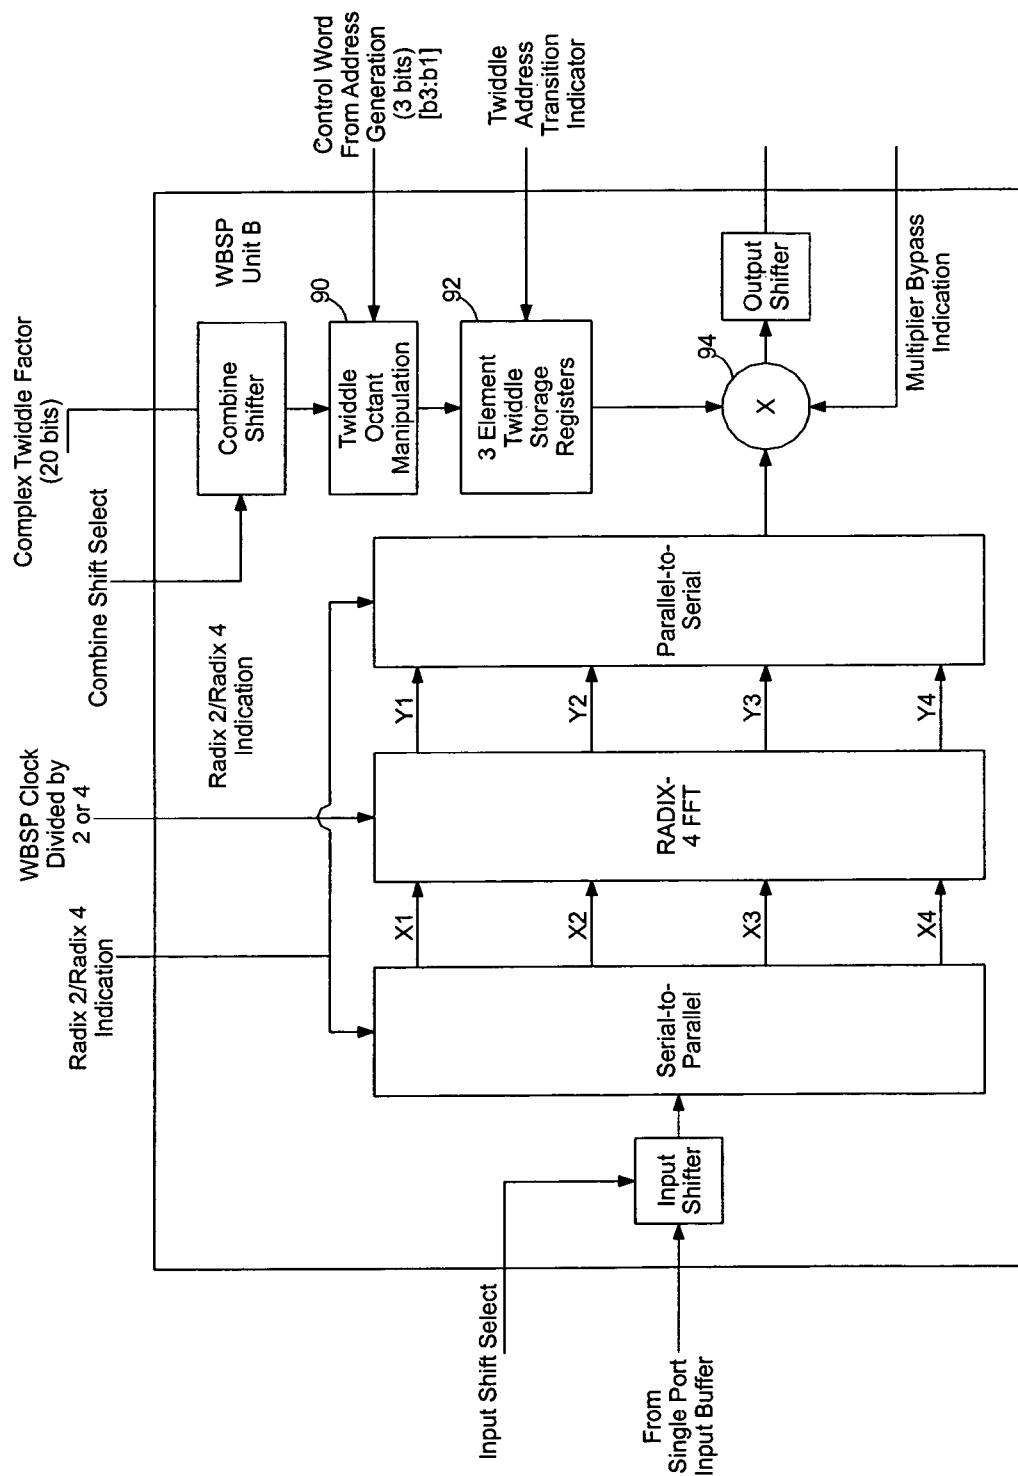 Complex Twiddle Factor
(20 bits)
Combine Shift Select
WBSP Clock
Divided by
2 or 4
Radix 2/Radix 4
Indication
Radix 2/Radix 4
Indication
Input Shift Select
From
Single Port
Input Buffer
Input
Shifter
Serial-to-
Parallel
X1
X2
X3
X4
RADIX-
4 FFT
Y1
Y2
Y3
Y4
Parallel-to-
Serial
Combine
Shifter
WBSP
Unit B
90
Twiddle
Octant
Manipulation
92
3 Element
Twiddle
Storage
Registers
94
X
Output
Shifter
Control Word
From Address
Generation
(3 bits)
[b3:b1]
Twiddle
Address
Transition
Indicator
Multiplier Bypass
Indication